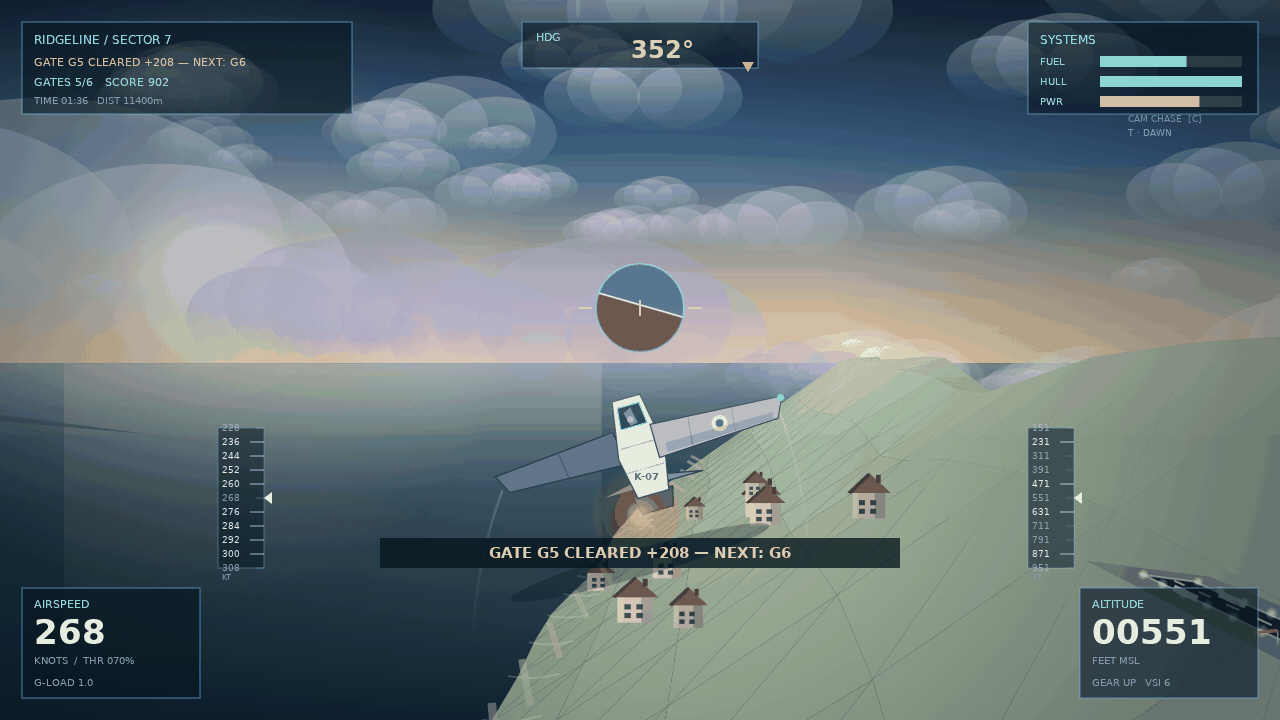 RIDGELINE / SECTOR 7
GATE G5 CLEARED +208 — NEXT: G6
GATES 5/6 SCORE 902
TIME 01:36 DIST 11400m
HDG
352°
SYSTEMS
FUEL
HULL
PWR
CAM CHASE [C]
T · DAWN
228
236
244
252
260
268
276
284
292
300
308
KT
151
231
311
391
471
551
631
711
791
871
951
K-07
GATE G5 CLEARED +208 — NEXT: G6
AIRSPEED
268
KNOTS / THR 070%
G-LOAD 1.0
ALTITUDE
00551
FEET MSL
GEAR UP VSI 6